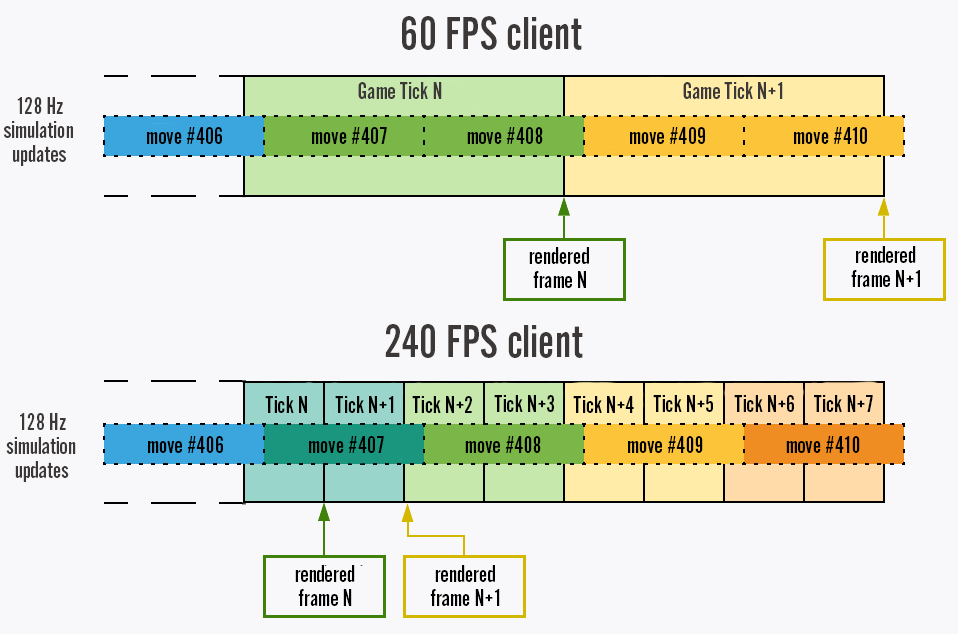 60 FPS client
Game Tick N
Game Tick N+1
128 Hz
simulation
updates
move #406
move #407
move #408
move #409
move #410
rendered
frame N
rendered
frame N+1
240 FPS client
Tick N
Tick N+1
Tick N+2
Tick N+3
Tick N+4
Tick N+5
Tick N+6
Tick N+7
128 Hz
simulation
updates
move #406
move #407
move #408
move #409
move #410
rendered
frame N
rendered
frame N+1